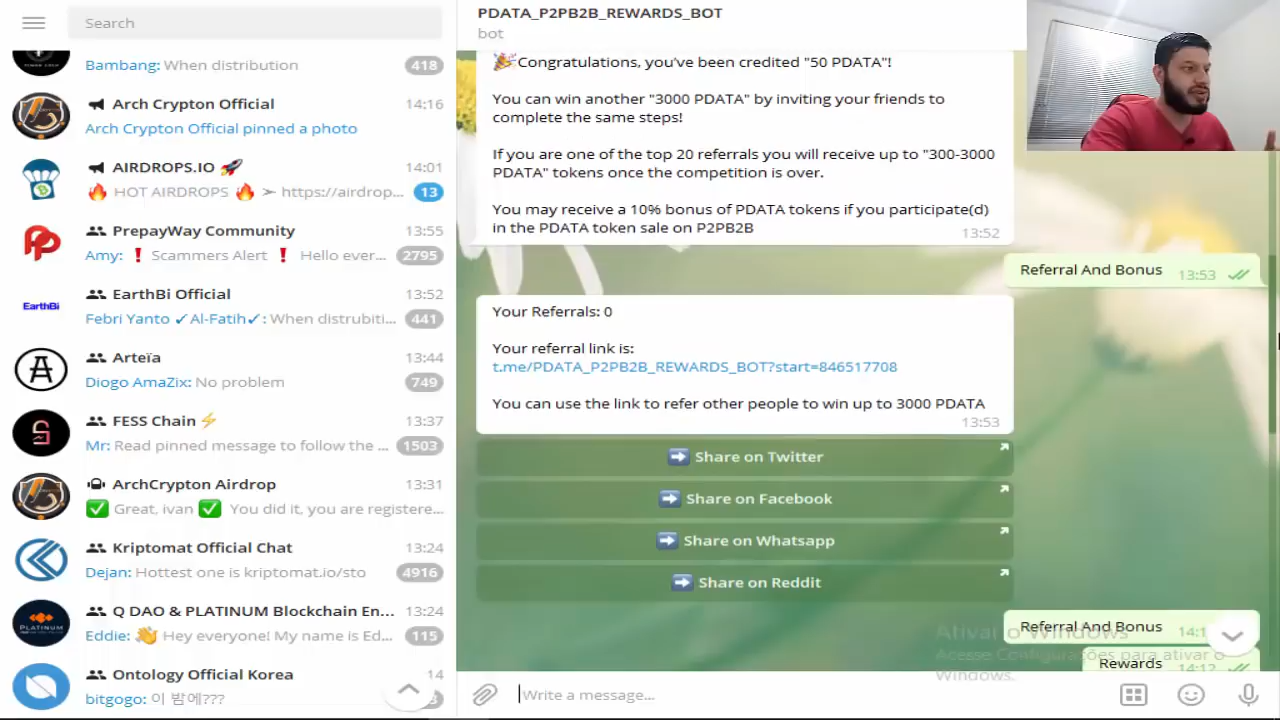 Search
Bambang: When distribution
418
Arch Crypton Official
14:16
Arch Crypton Official pinned a photo
AIRDROPS.IO 🚀
14:01
🔥 HOT AIRDROPS 🔥 ➣ https://airdrop...
13
PrepayWay Community
13:55
Amy: ❗ Scammers Alert ❗ Hello ever...
2795
EarthBi
EarthBi Official
13:52
Febri Yanto ✓Al-Fatih✓: When distrubiti...
441
Arteïa
13:44
Diogo AmaZix: No problem
749
FESS Chain ⚡
13:37
Mr: Read pinned message to follow the ...
1503
ArchCrypton Airdrop
13:31
✅ Great, ivan ✅ You did it, you are registere...
Kriptomat Official Chat
13:24
Dejan: Hottest one is kriptomat.io/sto
4916
PLATINUM
Q DAO & PLATINUM Blockchain En...
13:24
Eddie: 👋 Hey everyone! My name is Ed...
115
Ontology Official Korea
14
bitgogo: 이 밤에???
PDATA_P2PB2B_REWARDS_BOT
bot
🎉Congratulations, you've been credited "50 PDATA"!
You can win another "3000 PDATA" by inviting your friends to
complete the same steps!
If you are one of the top 20 referrals you will receive up to "300-3000
PDATA" tokens once the competition is over.
You may receive a 10% bonus of PDATA tokens if you participate(d)
in the PDATA token sale on P2PB2B
13:52
Referral And Bonus
13:53
Your Referrals: 0
Your referral link is:
t.me/PDATA_P2PB2B_REWARDS_BOT?start=846517708
You can use the link to refer other people to win up to 3000 PDATA
13:53
➡ Share on Twitter
➡ Share on Facebook
➡ Share on Whatsapp
➡ Share on Reddit
Referral And Bonus
Rewards
14:12
Ativar o Windows
Acesse Configurações para ativar o
Windows.
Write a message...